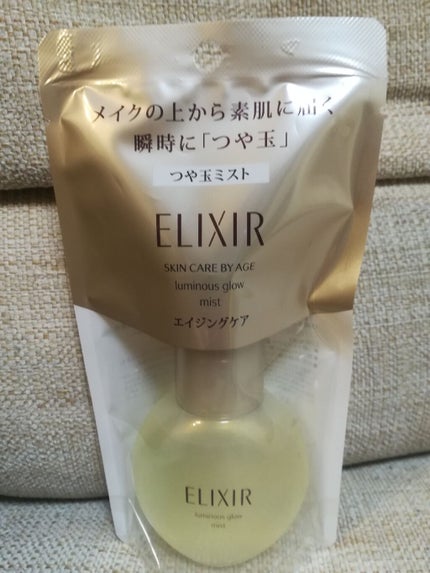 メイクの上から素肌に届く
瞬時に「つや玉」
つや玉ミスト
ELIXIR
SKIN CARE BY AGE
luminous glow
mist
エイジングケア
ELIXIR
luminous glow
mist